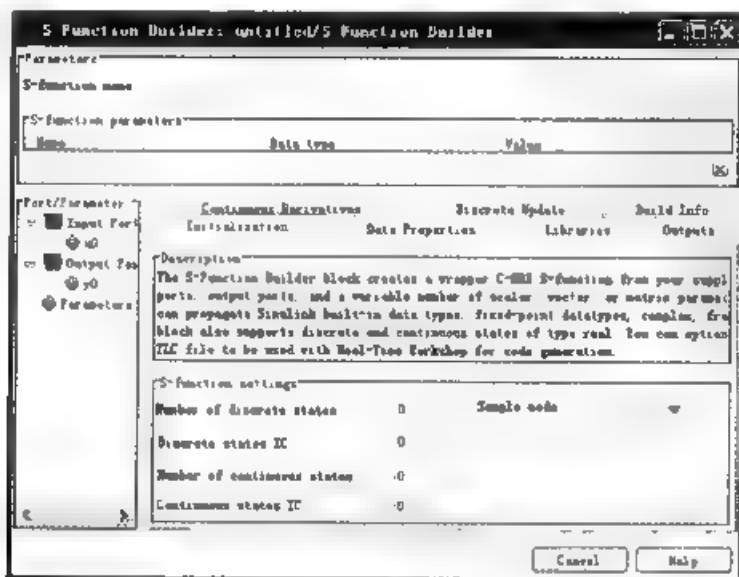 S Function Builder: untitled/S Function Builder
Parameters
S-function name
S-function parameters
Name Data type Value
Port/Parameter
Input Port
u0
Output Por
y0
Parameters
Continuous Derivatives Discrete Update Build Info
Initialization Data Properties Libraries Outputs
Description
The S-Function Builder block creates a wrapper C-MEX S-function from your suppl
ports, output ports, and a variable number of scalar, vector, or matrix parame
can propagate Simulink built-in data types, fixed-point datatypes, complex, fra
block also supports discrete and continuous states of type real. You can option
TLC file to be used with Real-Time Workshop for code generation.
S-function settings
Number of discrete states 0 Sample mode
Discrete states IC 0
Number of continuous states 0
Continuous states IC 0
Cancel Help